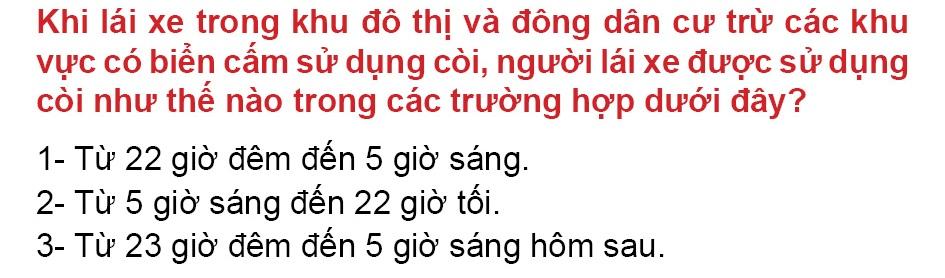 Khi lái xe trong khu đô thị và đông dân cư trừ các khu
vực có biển cấm sử dụng còi, người lái xe được sử dụng
còi như thế nào trong các trường hợp dưới đây?
1- Từ 22 giờ đêm đến 5 giờ sáng.
2- Từ 5 giờ sáng đến 22 giờ tối.
3- Từ 23 giờ đêm đến 5 giờ sáng hôm sau.